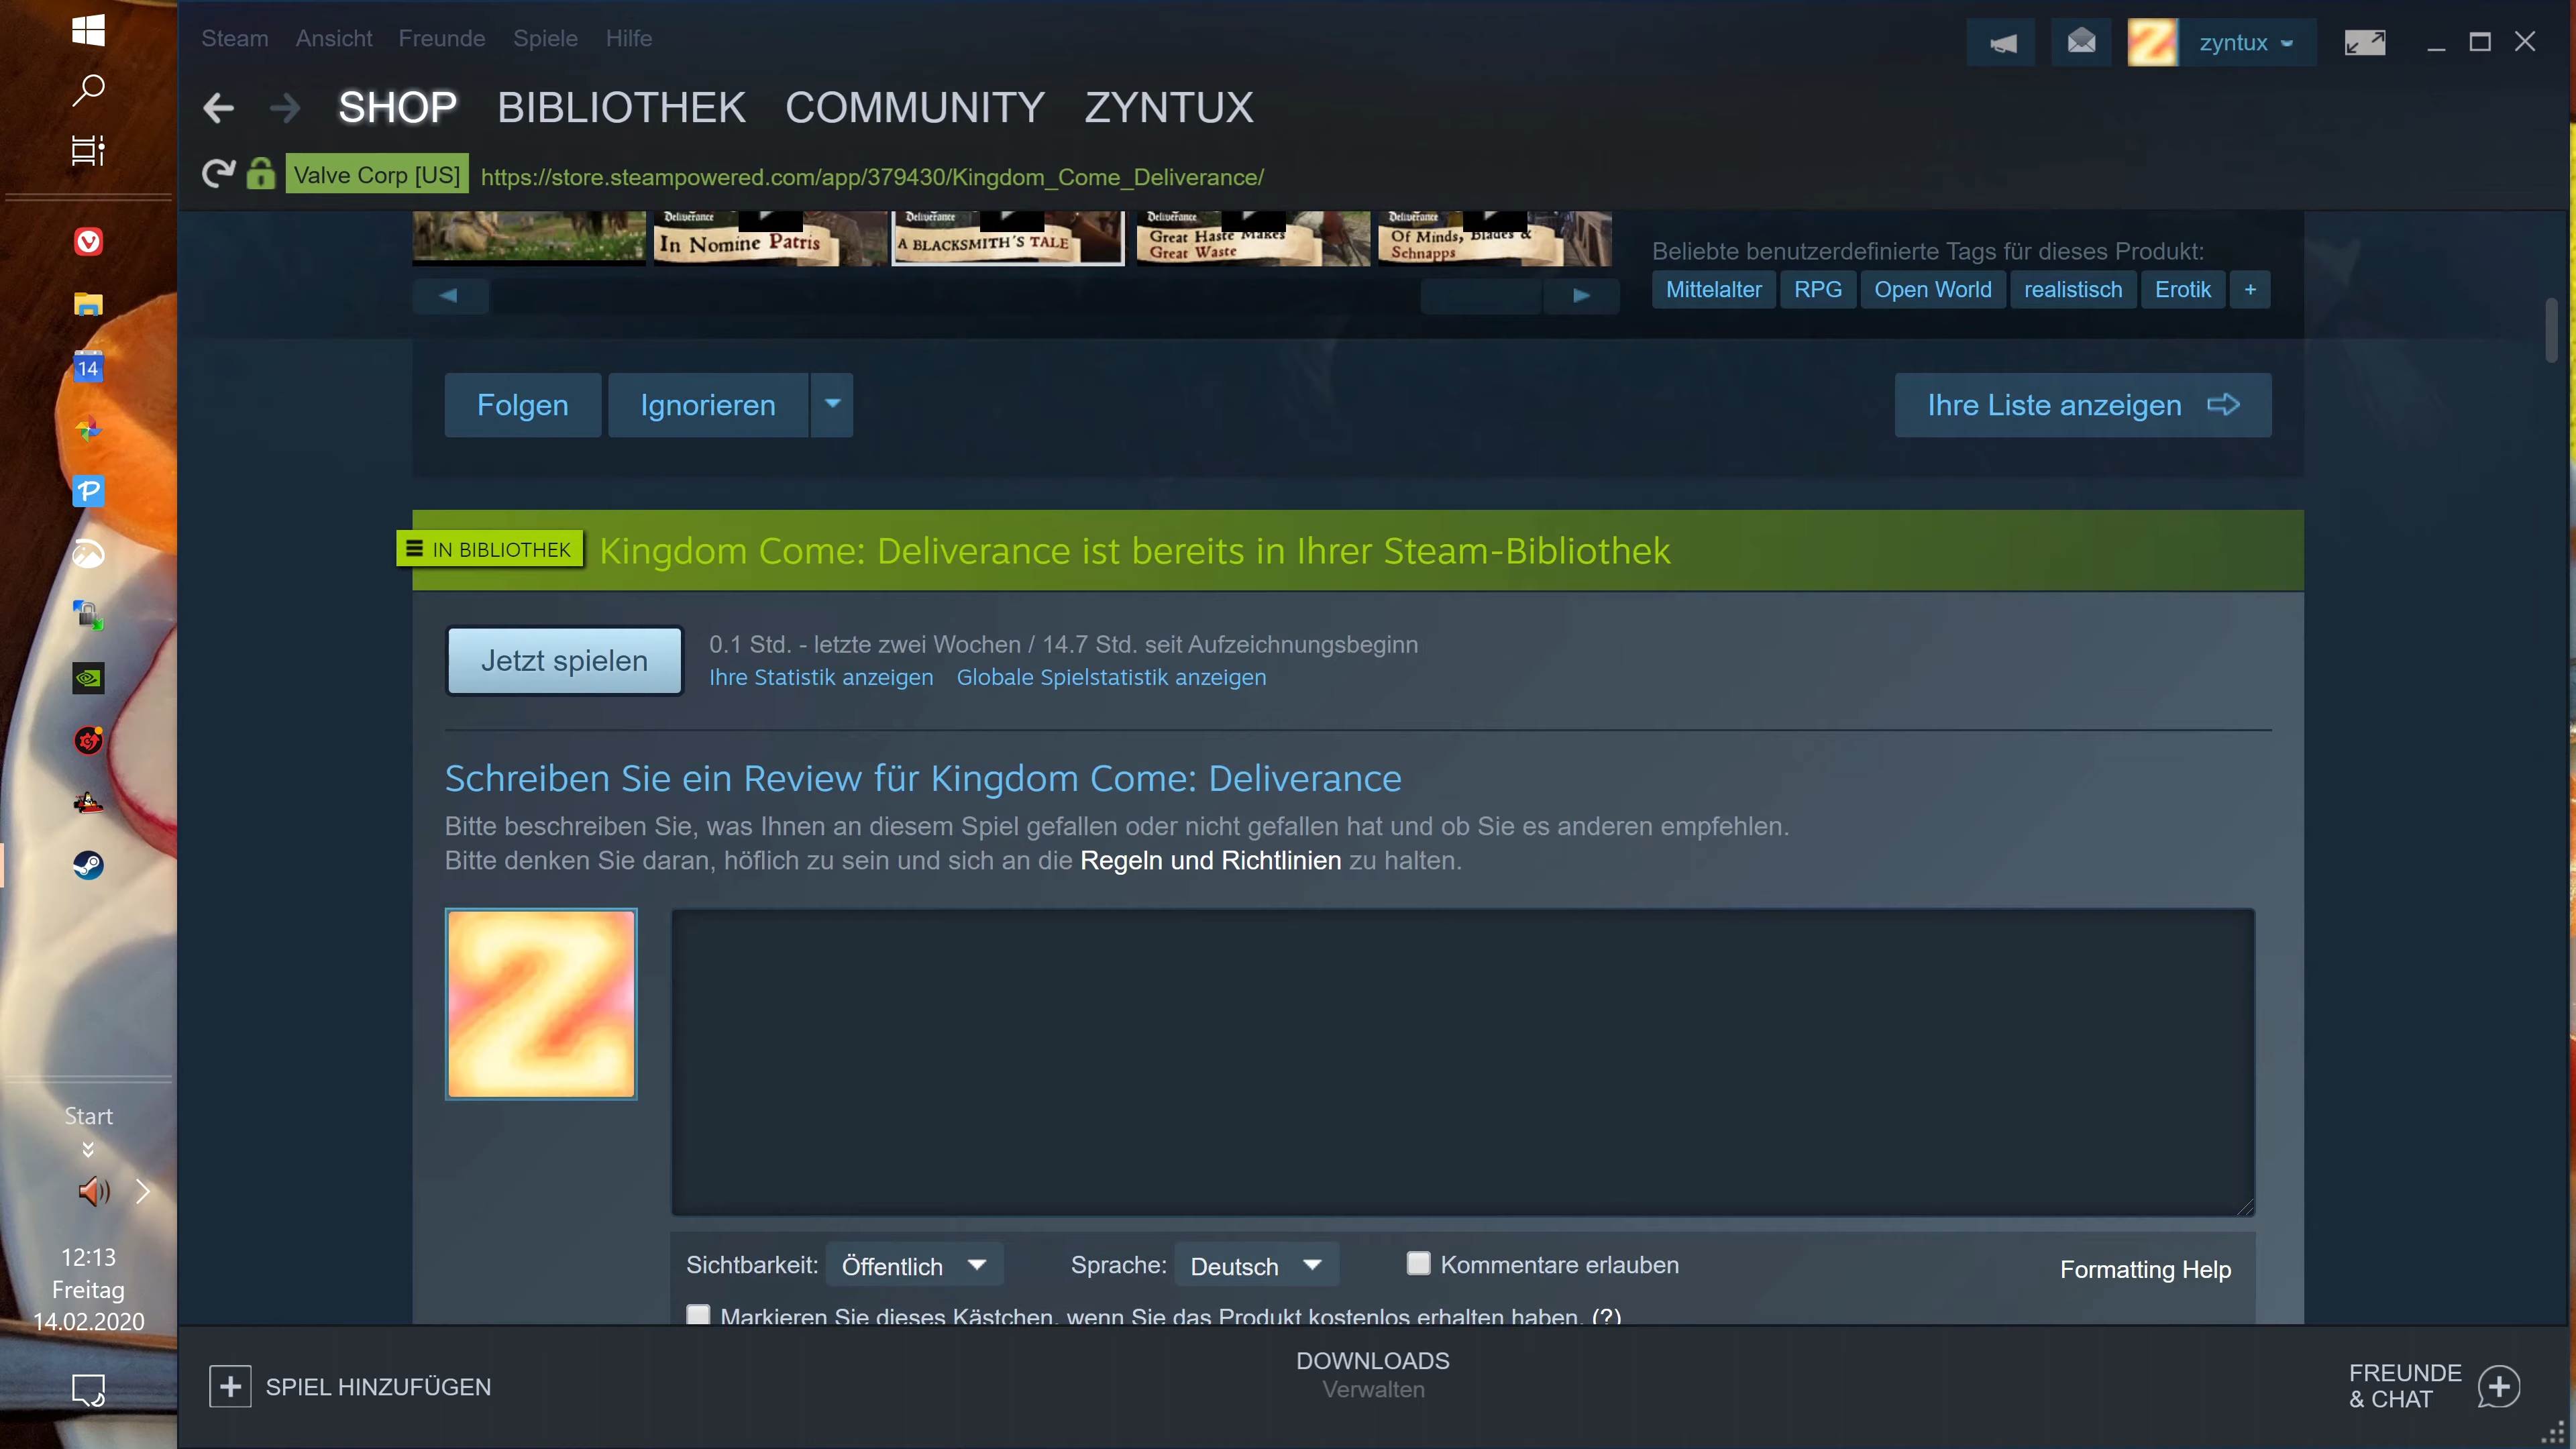 Steam Ansicht Freunde Spiele Hilfe
zyntux
SHOP BIBLIOTHEK COMMUNITY ZYNTUX
Valve Corp [US] https://store.steampowered.com/app/379430/Kingdom_Come_Deliverance/
Deliverance
In Nomine Patris
Deliverance
A BLACKSMITH'S TALE
Deliverance
Great Haste Makes
Great Waste
Deliverance
Of Minds, Blades &
Schnapps
Beliebte benutzerdefinierte Tags für dieses Produkt:
Mittelalter RPG Open World realistisch Erotik +
14
Folgen Ignorieren Ihre Liste anzeigen
IN BIBLIOTHEK Kingdom Come: Deliverance ist bereits in Ihrer Steam-Bibliothek
Jetzt spielen
0.1 Std. - letzte zwei Wochen / 14.7 Std. seit Aufzeichnungsbeginn
Ihre Statistik anzeigen Globale Spielstatistik anzeigen
Schreiben Sie ein Review für Kingdom Come: Deliverance
Bitte beschreiben Sie, was Ihnen an diesem Spiel gefallen oder nicht gefallen hat und ob Sie es anderen empfehlen.
Bitte denken Sie daran, höflich zu sein und sich an die Regeln und Richtlinien zu halten.
Z
Sichtbarkeit: Öffentlich Sprache: Deutsch Kommentare erlauben Formatting Help
Markieren Sie dieses Kästchen, wenn Sie das Produkt kostenlos erhalten haben. (?)
Start
12:13
Freitag
14.02.2020
SPIEL HINZUFÜGEN
DOWNLOADS
Verwalten
FREUNDE
& CHAT